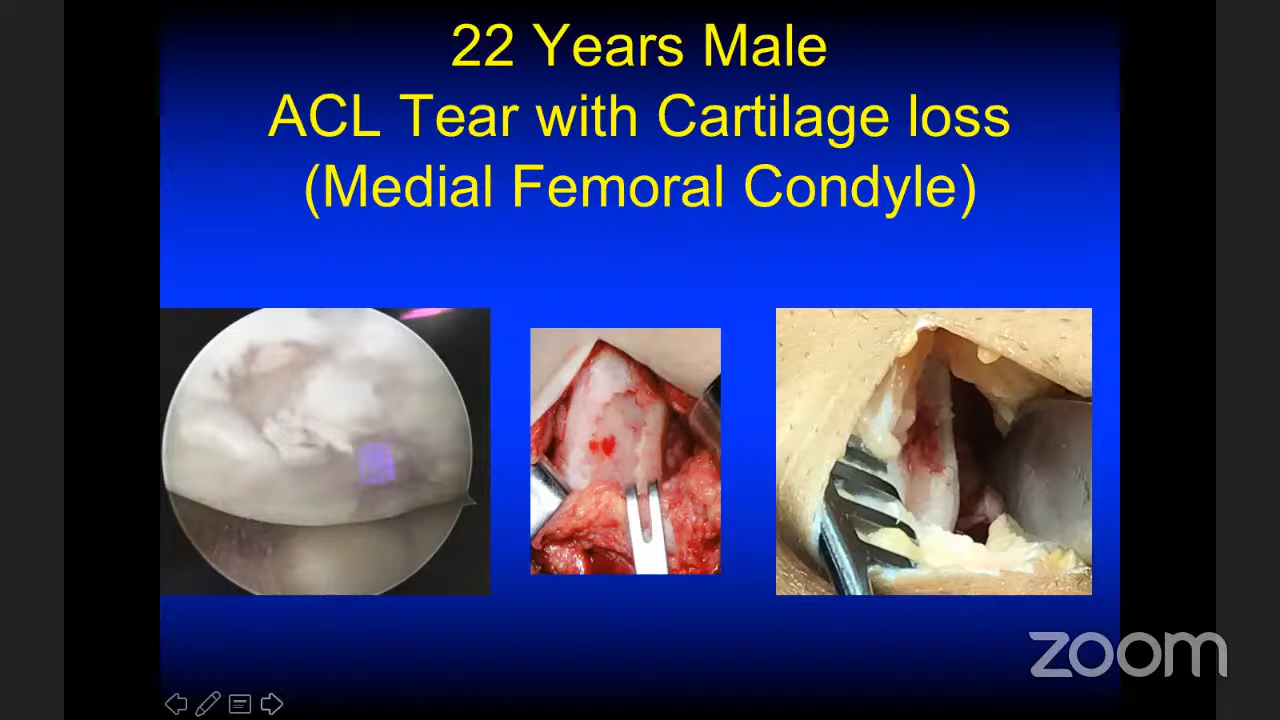 22 Years Male
ACL Tear with Cartilage loss
(Medial Femoral Condyle)
zoom